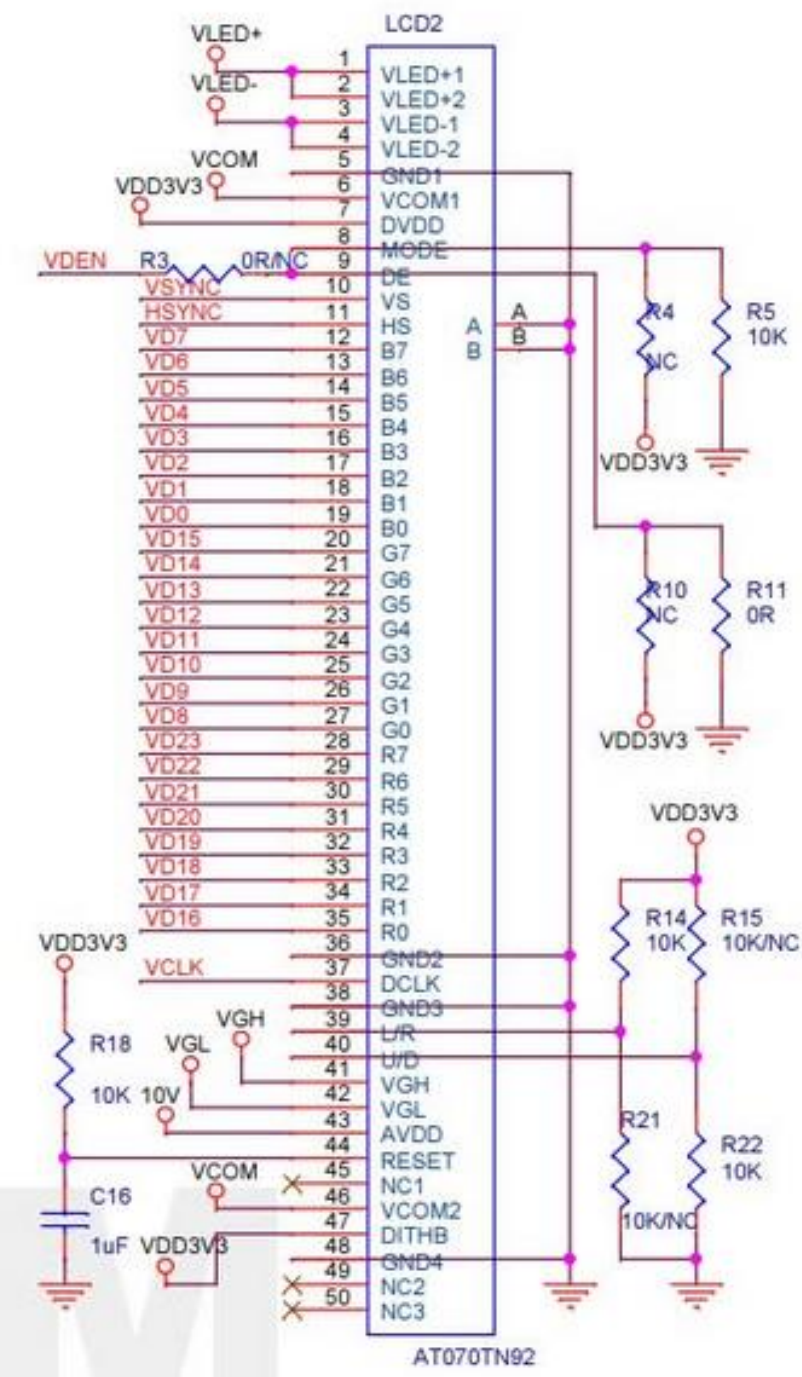 LCD2
VLED+
1 VLED+1
2 VLED+2
VLED-
3 VLED-1
4 VLED-2
5 GND1
VCOM
6 VCOM1
VDD3V3
7 DVDD
8 MODE
VDEN R3 0R/NC 9 DE
VSYNC 10 VS
HSYNC 11 HS
VD7 12 B7
VD6 13 B6
VD5 14 B5
VD4 15 B4
VD3 16 B3
VD2 17 B2
VD1 18 B1
VD0 19 B0
VD15 20 G7
VD14 21 G6
VD13 22 G5
VD12 23 G4
VD11 24 G3
VD10 25 G2
VD9 26 G1
VD8 27 G0
VD23 28 R7
VD22 29 R6
VD21 30 R5
VD20 31 R4
VD19 32 R3
VD18 33 R2
VD17 34 R1
VD16 35 R0
36 GND2
VCLK 37 DCLK
38 GND3
39 L/R
40 U/D
VGH
41 VGH
VGL
42 VGL
10V
43 AVDD
44 RESET
45 NC1
VCOM
46 VCOM2
47 DITHB
VDD3V3
48 GND4
49 NC2
50 NC3
AT070TN92
A A
B B
R4
NC
VDD3V3
R5
10K
R10
NC
VDD3V3
R11
0R
VDD3V3
R14
10K
R15
10K/NC
R21
10K/NC
R22
10K
VDD3V3
R18
10K
C16
1uF